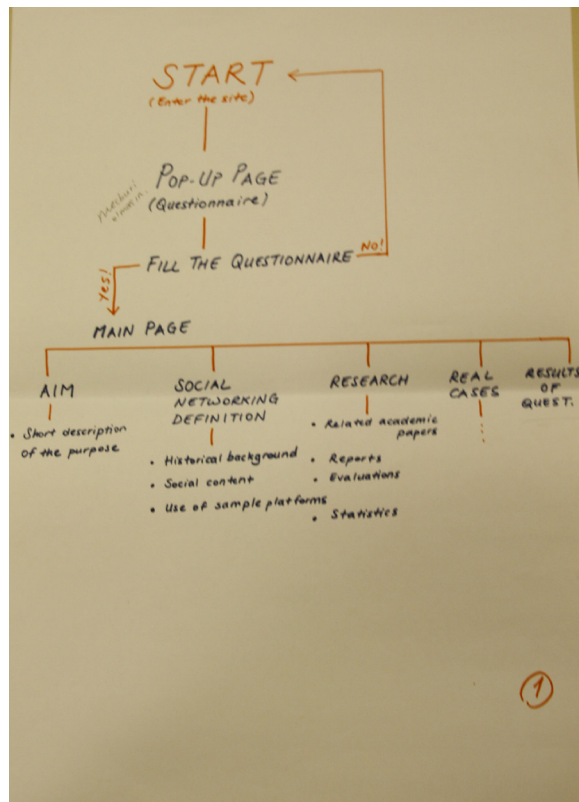 START
(Enter the site)
POP-UP PAGE
(Questionnaire)
FILL THE QUESTIONNAIRE
No!
Yes!
MAIN PAGE
AIM
• Short description
of the purpose
SOCIAL
NETWORKING
DEFINITION
• Historical background
• Social content
• Use of sample platforms
RESEARCH
• Related academic
papers
• Reports
• Evaluations
• Statistics
REAL
CASES
RESULTS
OF
QUEST.
1